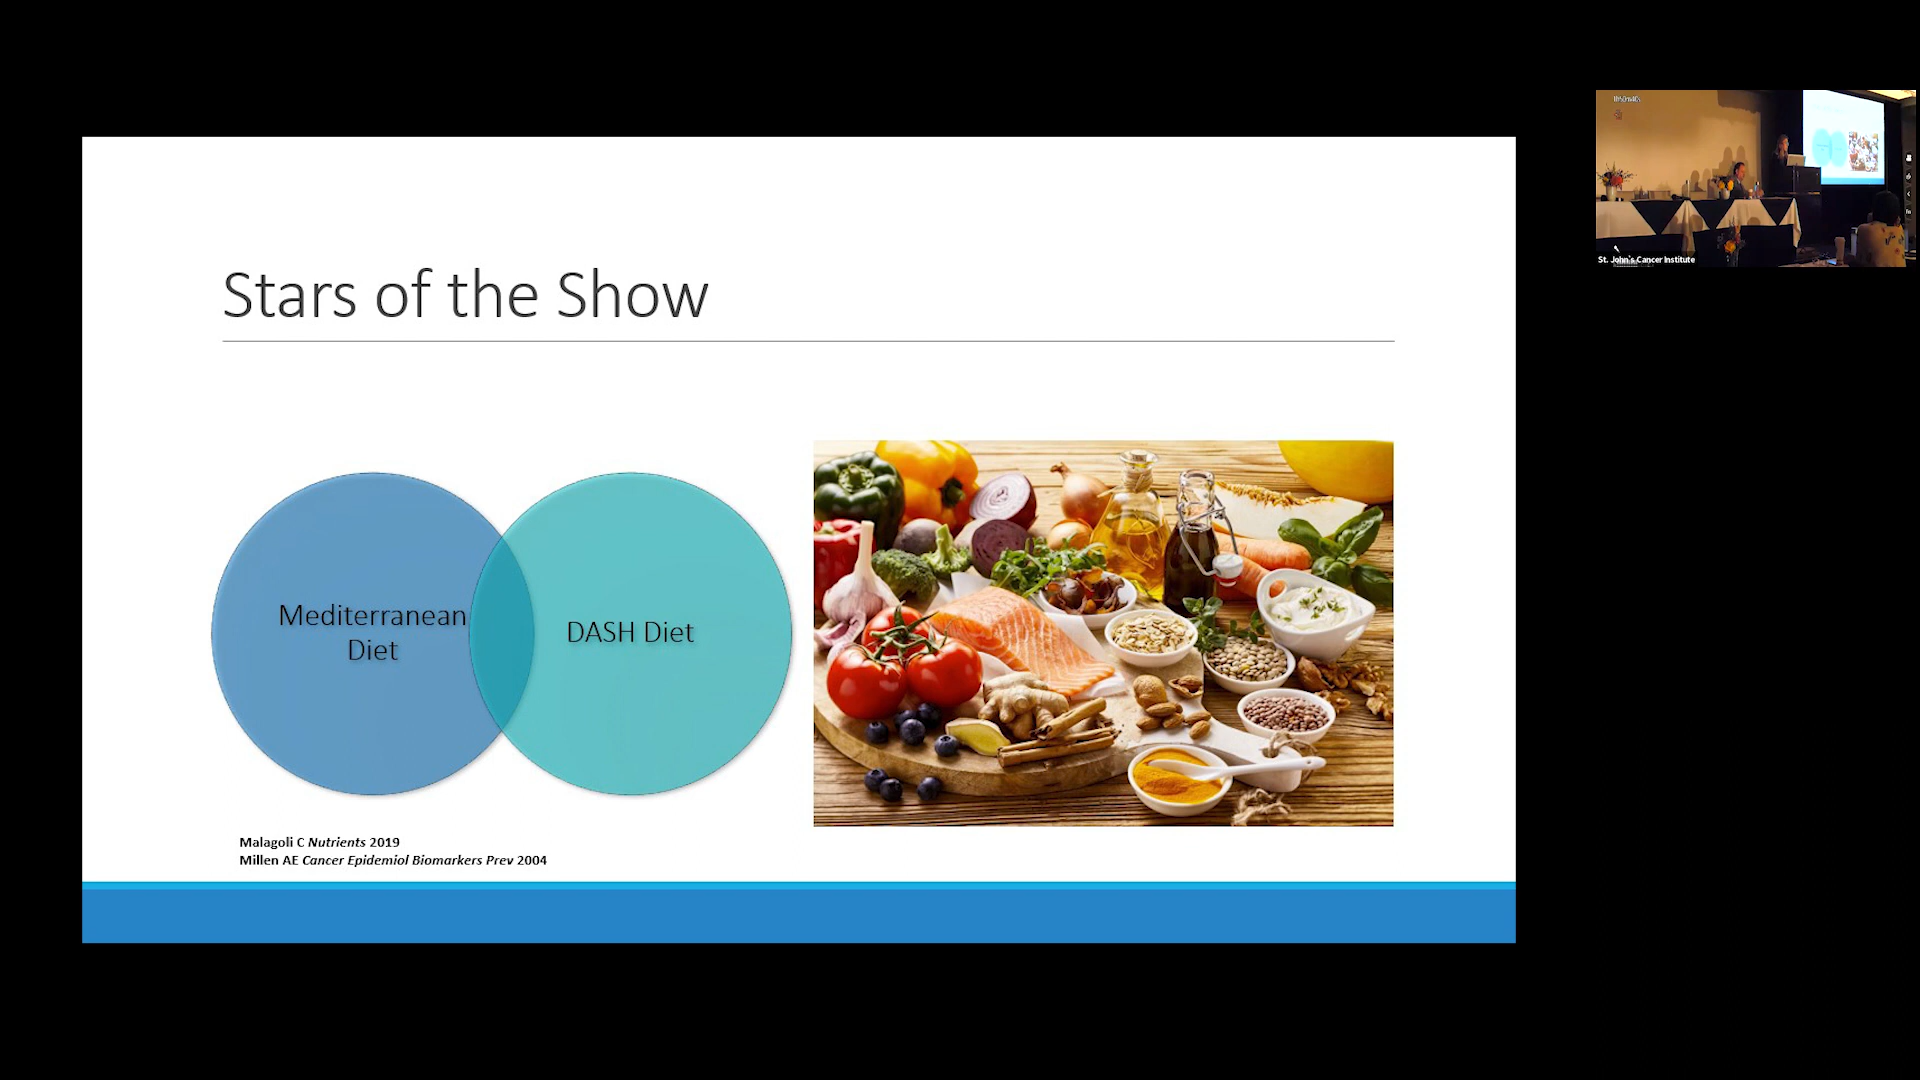 Stars of the Show
Mediterranean
Diet
DASH Diet
Malagoli C Nutrients 2019
Millen AE Cancer Epidemiol Biomarkers Prev 2004
St. John's Cancer Institute